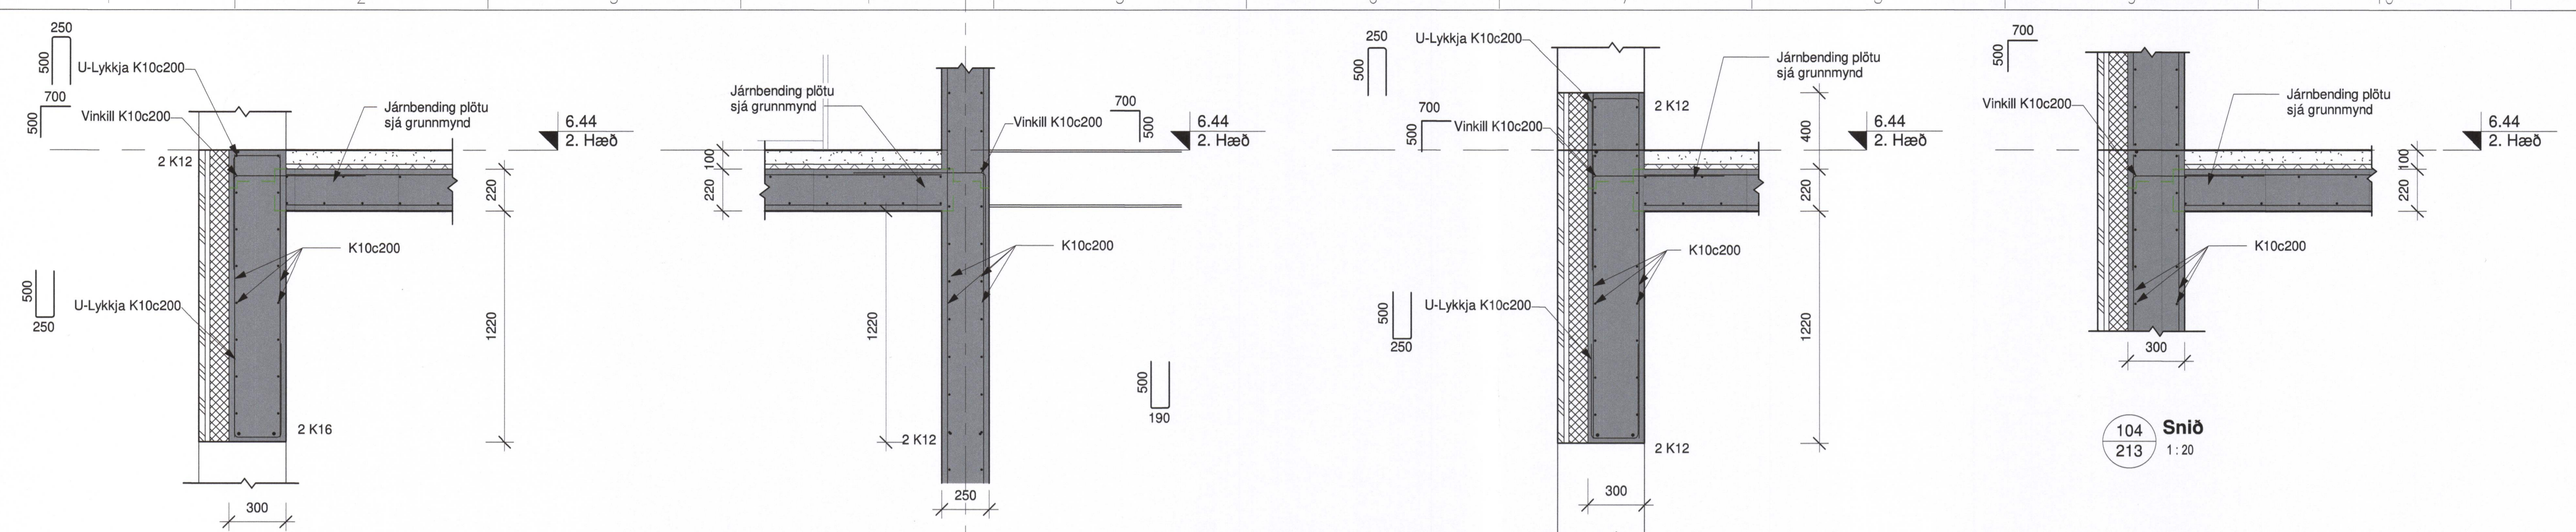 250
500
U-Lykkja K10c200
700
500
Vinkill K10c200
Járnbending plötu
sjá grunnmynd
6.44
2. Hæð
2 K12
220
K10c200
500
250
U-Lykkja K10c200
1220
2 K16
300
Járnbending plötu
sjá grunnmynd
700
500
Vinkill K10c200
6.44
2. Hæð
100
220
K10c200
1220
500
190
2 K12
250
250
500
U-Lykkja K10c200
Járnbending plötu
sjá grunnmynd
700
500
2 K12
Vinkill K10c200
400
6.44
2. Hæð
220
K10c200
500
250
U-Lykkja K10c200
1220
2 K12
300
700
500
Vinkill K10c200
Járnbending plötu
sjá grunnmynd
6.44
2. Hæð
100
220
K10c200
300
104
213
Snið
1 : 20